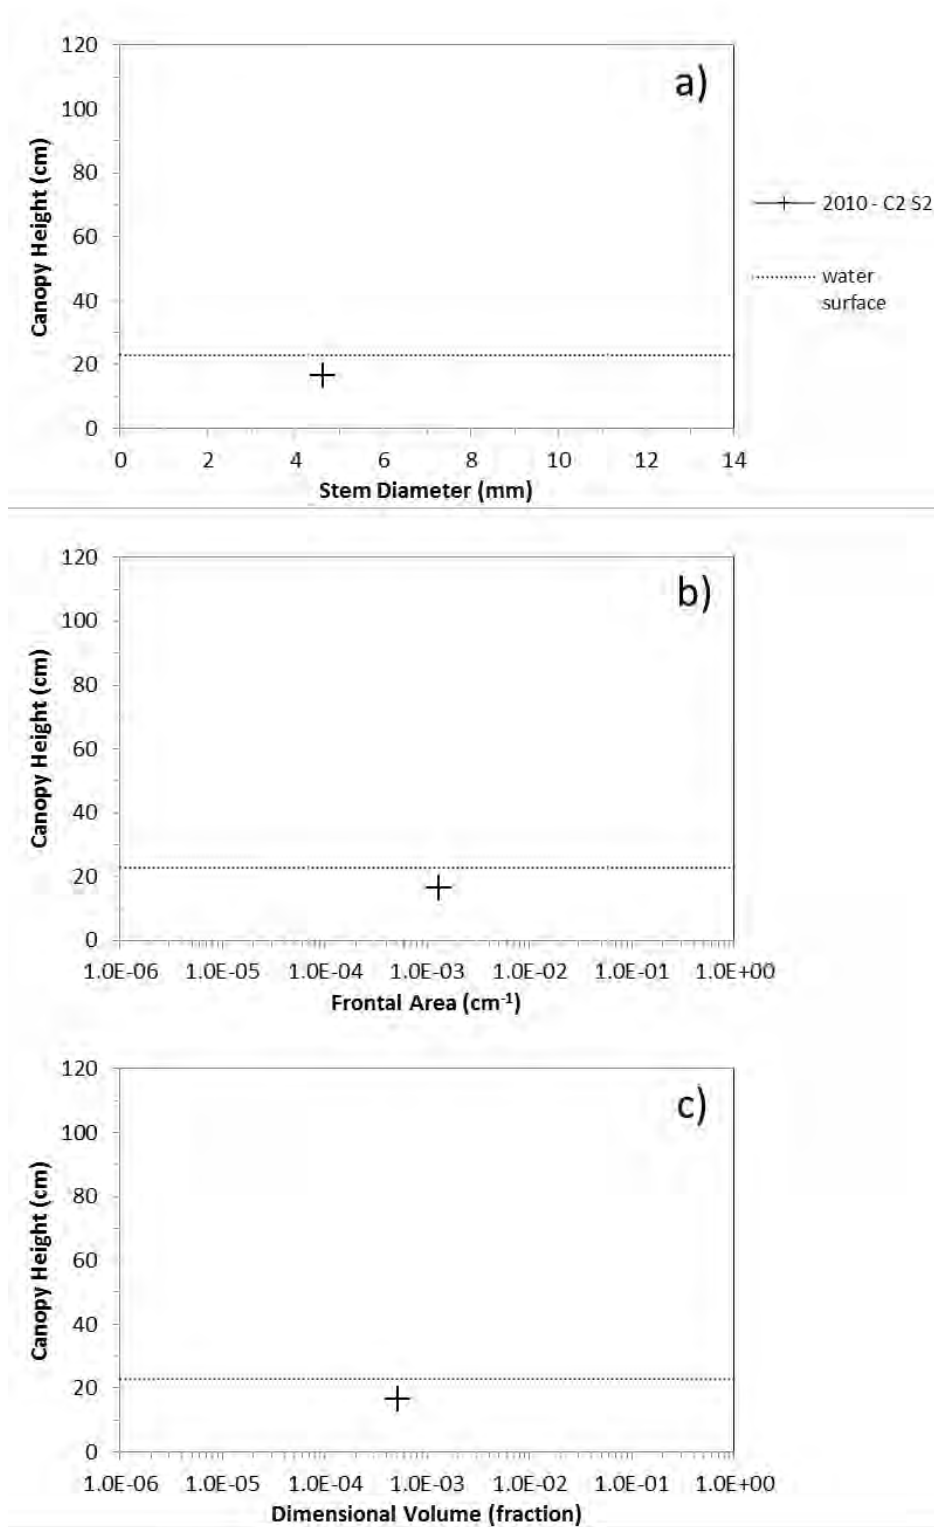 120
a)
100
80
60
40
20
0
Canopy Height (cm)
2010 - C2 S2
water
surface
0 2 4 6 8 10 12 14
Stem Diameter (mm)
120
b)
100
80
60
40
20
0
Canopy Height (cm)
1.0E-06 1.0E-05 1.0E-04 1.0E-03 1.0E-02 1.0E-01 1.0E+00
Frontal Area (cm⁻¹)
120
c)
100
80
60
40
20
0
Canopy Height (cm)
1.0E-06 1.0E-05 1.0E-04 1.0E-03 1.0E-02 1.0E-01 1.0E+00
Dimensional Volume (fraction)